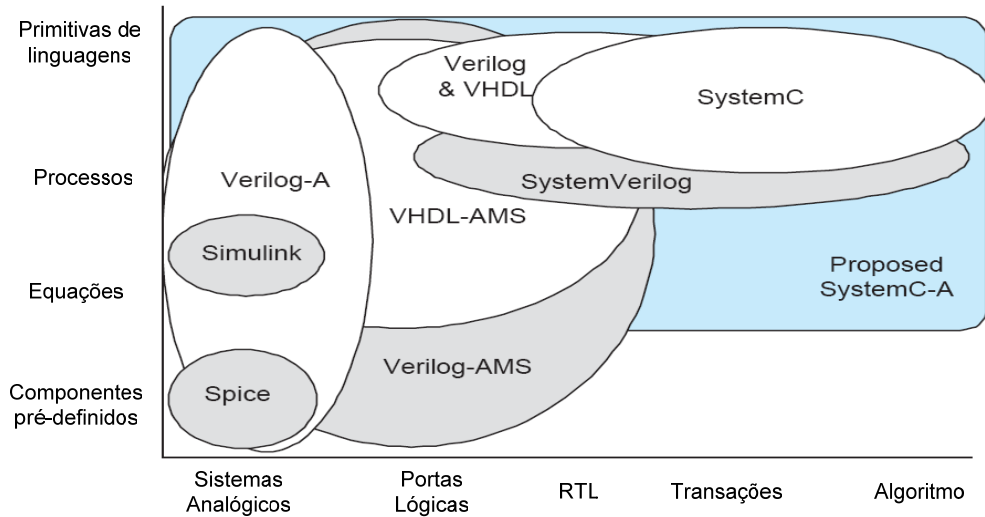 Primitivas de
linguagens
Processos
Equações
Componentes
pré-definidos
Verilog
& VHDL
SystemC
Verilog-A
SystemVerilog
VHDL-AMS
Simulink
Proposed
SystemC-A
Verilog-AMS
Spice
Sistemas
Analógicos
Portas
Lógicas
RTL
Transações
Algoritmo